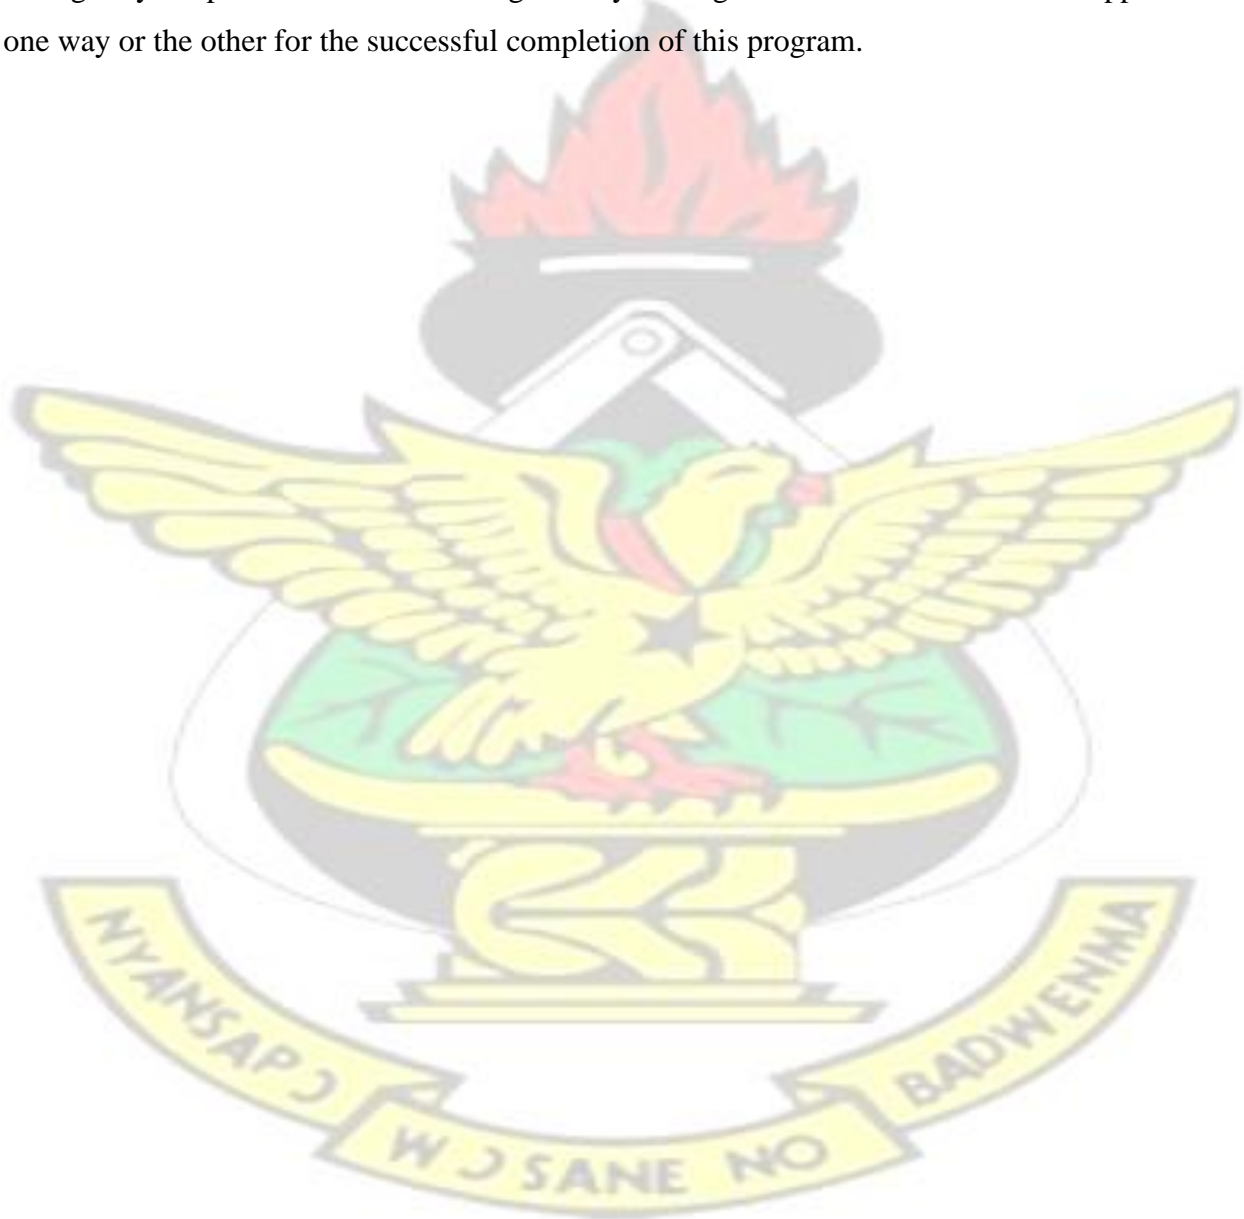 one way or the other for the successful completion of this program.
NYANSAPƆ
WƆSANE NO
BADWENMA